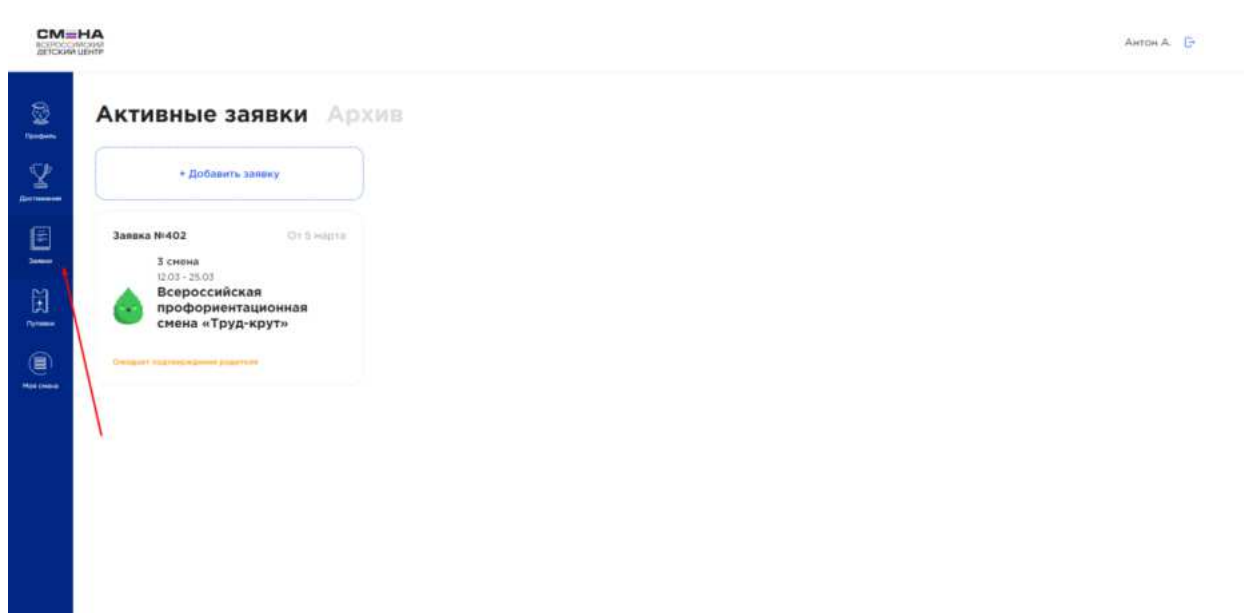 СМЕНА
ВСЕРОССИЙСКИЙ
ДЕТСКИЙ ЦЕНТР
Антон А.
Профиль
Достижения
Заявки
Путевки
Моя смена
Активные заявки Архив
+ Добавить заявку
Заявка №402 От 5 марта
3 смена
12.03 - 25.03
Всероссийская
профориентационная
смена «Труд-крут»
Ожидает подтверждения родителя